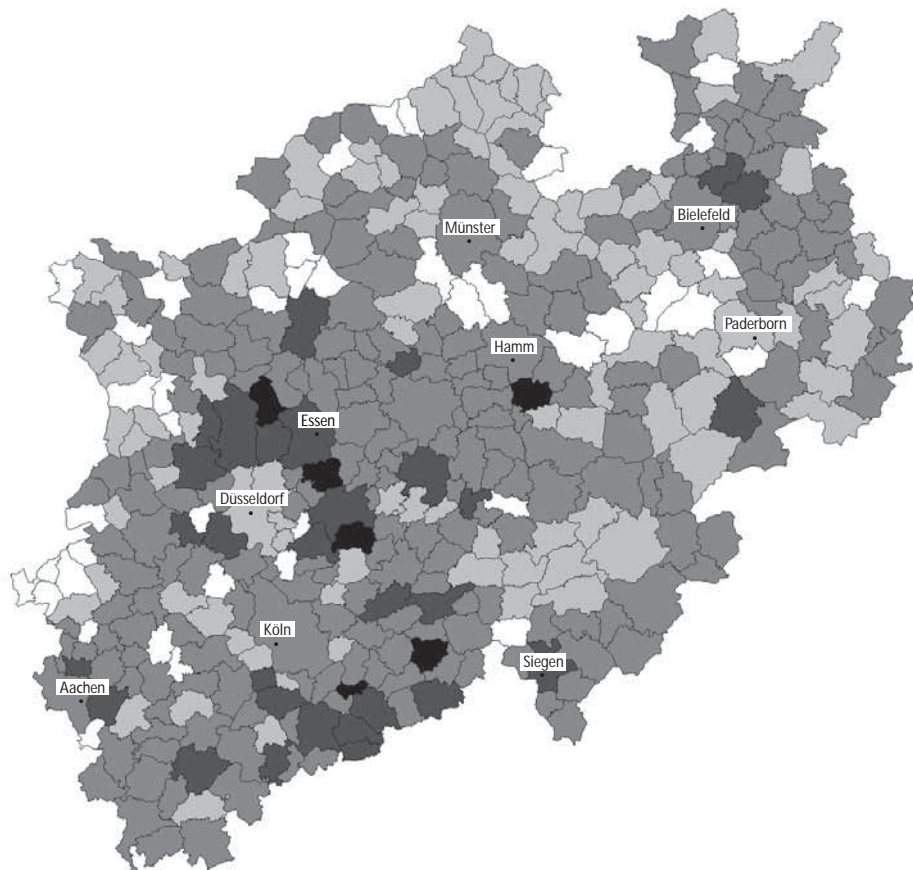 Bielefeld
Münster
Paderborn
Hamm
Essen
Düsseldorf
Köln
Siegen
Aachen